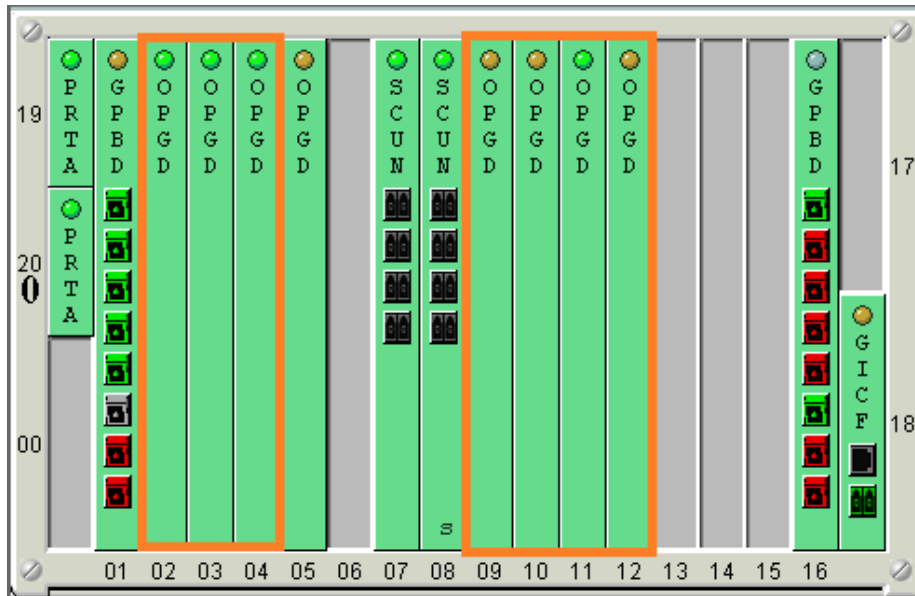 PRTA
GPBD
OPGD
OPGD
OPGD
OPGD
SCUN
SCUN
OPGD
OPGD
OPGD
OPGD
GPBD
19
17
PRTA
20
0
GICF
00
18
S
01 02 03 04 05 06 07 08 09 10 11 12 13 14 15 16